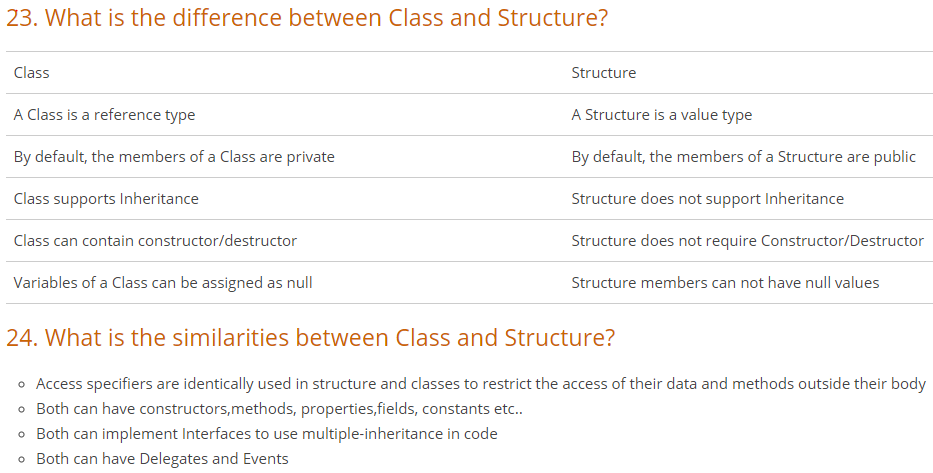 23. What is the difference between Class and Structure?
Class Structure
A Class is a reference type A Structure is a value type
By default, the members of a Class are private By default, the members of a Structure are public
Class supports Inheritance Structure does not support Inheritance
Class can contain constructor/destructor Structure does not require Constructor/Destructor
Variables of a Class can be assigned as null Structure members can not have null values
24. What is the similarities between Class and Structure?
Access specifiers are identically used in structure and classes to restrict the access of their data and methods outside their body
Both can have constructors,methods, properties,fields, constants etc..
Both can implement Interfaces to use multiple-inheritance in code
Both can have Delegates and Events